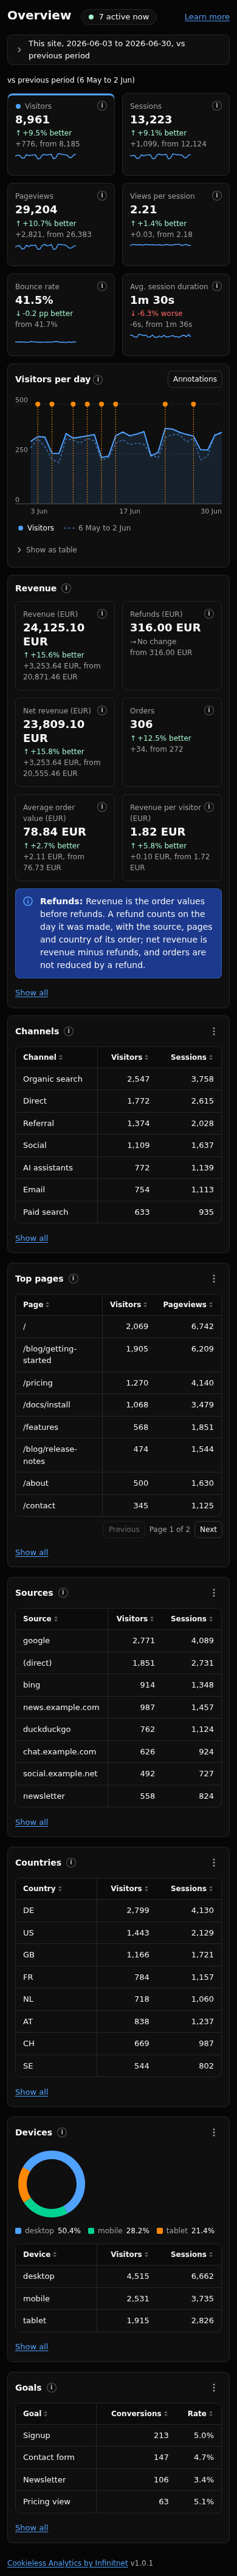 Overview
7 active now
Learn more
This site, 2026-06-03 to 2026-06-30, vs
previous period
vs previous period (6 May to 2 Jun)
Visitors
8,961
↑ +9.5% better
+776, from 8,185
Sessions
13,223
↑ +9.1% better
+1,099, from 12,124
Pageviews
29,204
↑ +10.7% better
+2,821, from 26,383
Views per session
2.21
↑ +1.4% better
+0.03, from 2.18
Bounce rate
41.5%
↓ -0.2 pp better
from 41.7%
Avg. session duration
1m 30s
↓ -6.3% worse
-6s, from 1m 36s
Visitors per day
Annotations
500
250
0
3 Jun
17 Jun
30 Jun
Visitors
6 May to 2 Jun
Show as table
Revenue
Revenue (EUR)
24,125.10
EUR
↑ +15.6% better
+3,253.64 EUR, from
20,871.46 EUR
Refunds (EUR)
316.00 EUR
→ No change
from 316.00 EUR
Net revenue (EUR)
23,809.10
EUR
↑ +15.8% better
+3,253.64 EUR, from
20,555.46 EUR
Orders
306
↑ +12.5% better
+34, from 272
Average order
value (EUR)
78.84 EUR
↑ +2.7% better
+2.11 EUR, from
76.73 EUR
Revenue per visitor
(EUR)
1.82 EUR
↑ +5.8% better
+0.10 EUR, from 1.72
EUR
Refunds: Revenue is the order values
before refunds. A refund counts on the
day it was made, with the source, pages
and country of its order; net revenue is
revenue minus refunds, and orders are
not reduced by a refund.
Show all
Channels
Channel Visitors Sessions
Organic search 2,547 3,758
Direct 1,772 2,615
Referral 1,374 2,028
Social 1,109 1,637
AI assistants 772 1,139
Email 754 1,113
Paid search 633 935
Show all
Top pages
Page Visitors Pageviews
/ 2,069 6,742
/blog/getting-
started 1,905 6,209
/pricing 1,270 4,140
/docs/install 1,068 3,479
/features 568 1,851
/blog/release-
notes 474 1,544
/about 500 1,630
/contact 345 1,125
Previous Page 1 of 2 Next
Show all
Sources
Source Visitors Sessions
google 2,771 4,089
(direct) 1,851 2,731
bing 914 1,348
news.example.com 987 1,457
duckduckgo 762 1,124
chat.example.com 626 924
social.example.net 492 727
newsletter 558 824
Show all
Countries
Country Visitors Sessions
DE 2,799 4,130
US 1,443 2,129
GB 1,166 1,721
FR 784 1,157
NL 718 1,060
AT 838 1,237
CH 669 987
SE 544 802
Show all
Devices
desktop 50.4% mobile 28.2% tablet 21.4%
Device Visitors Sessions
desktop 4,515 6,662
mobile 2,531 3,735
tablet 1,915 2,826
Show all
Goals
Goal Conversions Rate
Signup 213 5.0%
Contact form 147 4.7%
Newsletter 106 3.4%
Pricing view 63 5.1%
Show all
Cookieless Analytics by Infinitnet v1.0.1